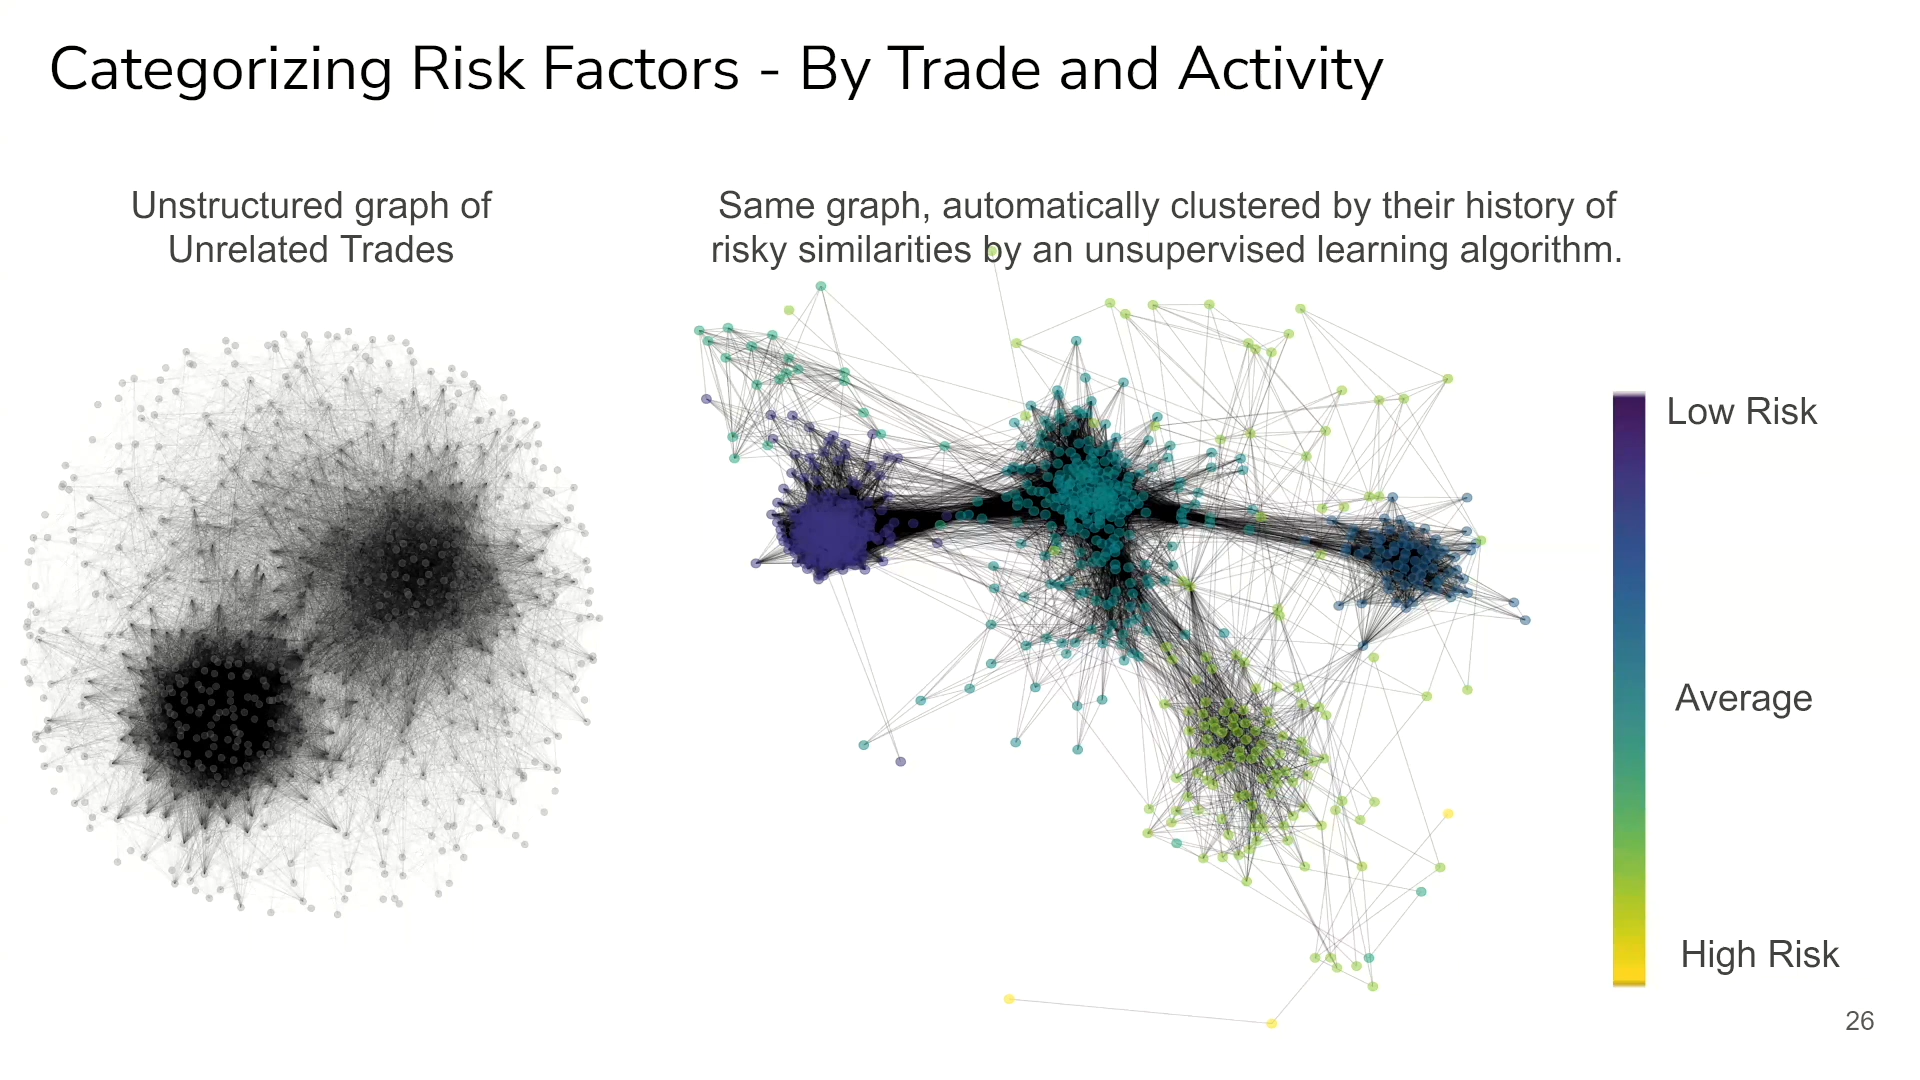 Categorizing Risk Factors - By Trade and Activity
Unstructured graph of
Unrelated Trades
Same graph, automatically clustered by their history of
risky similarities by an unsupervised learning algorithm.
Low Risk
Average
High Risk
26